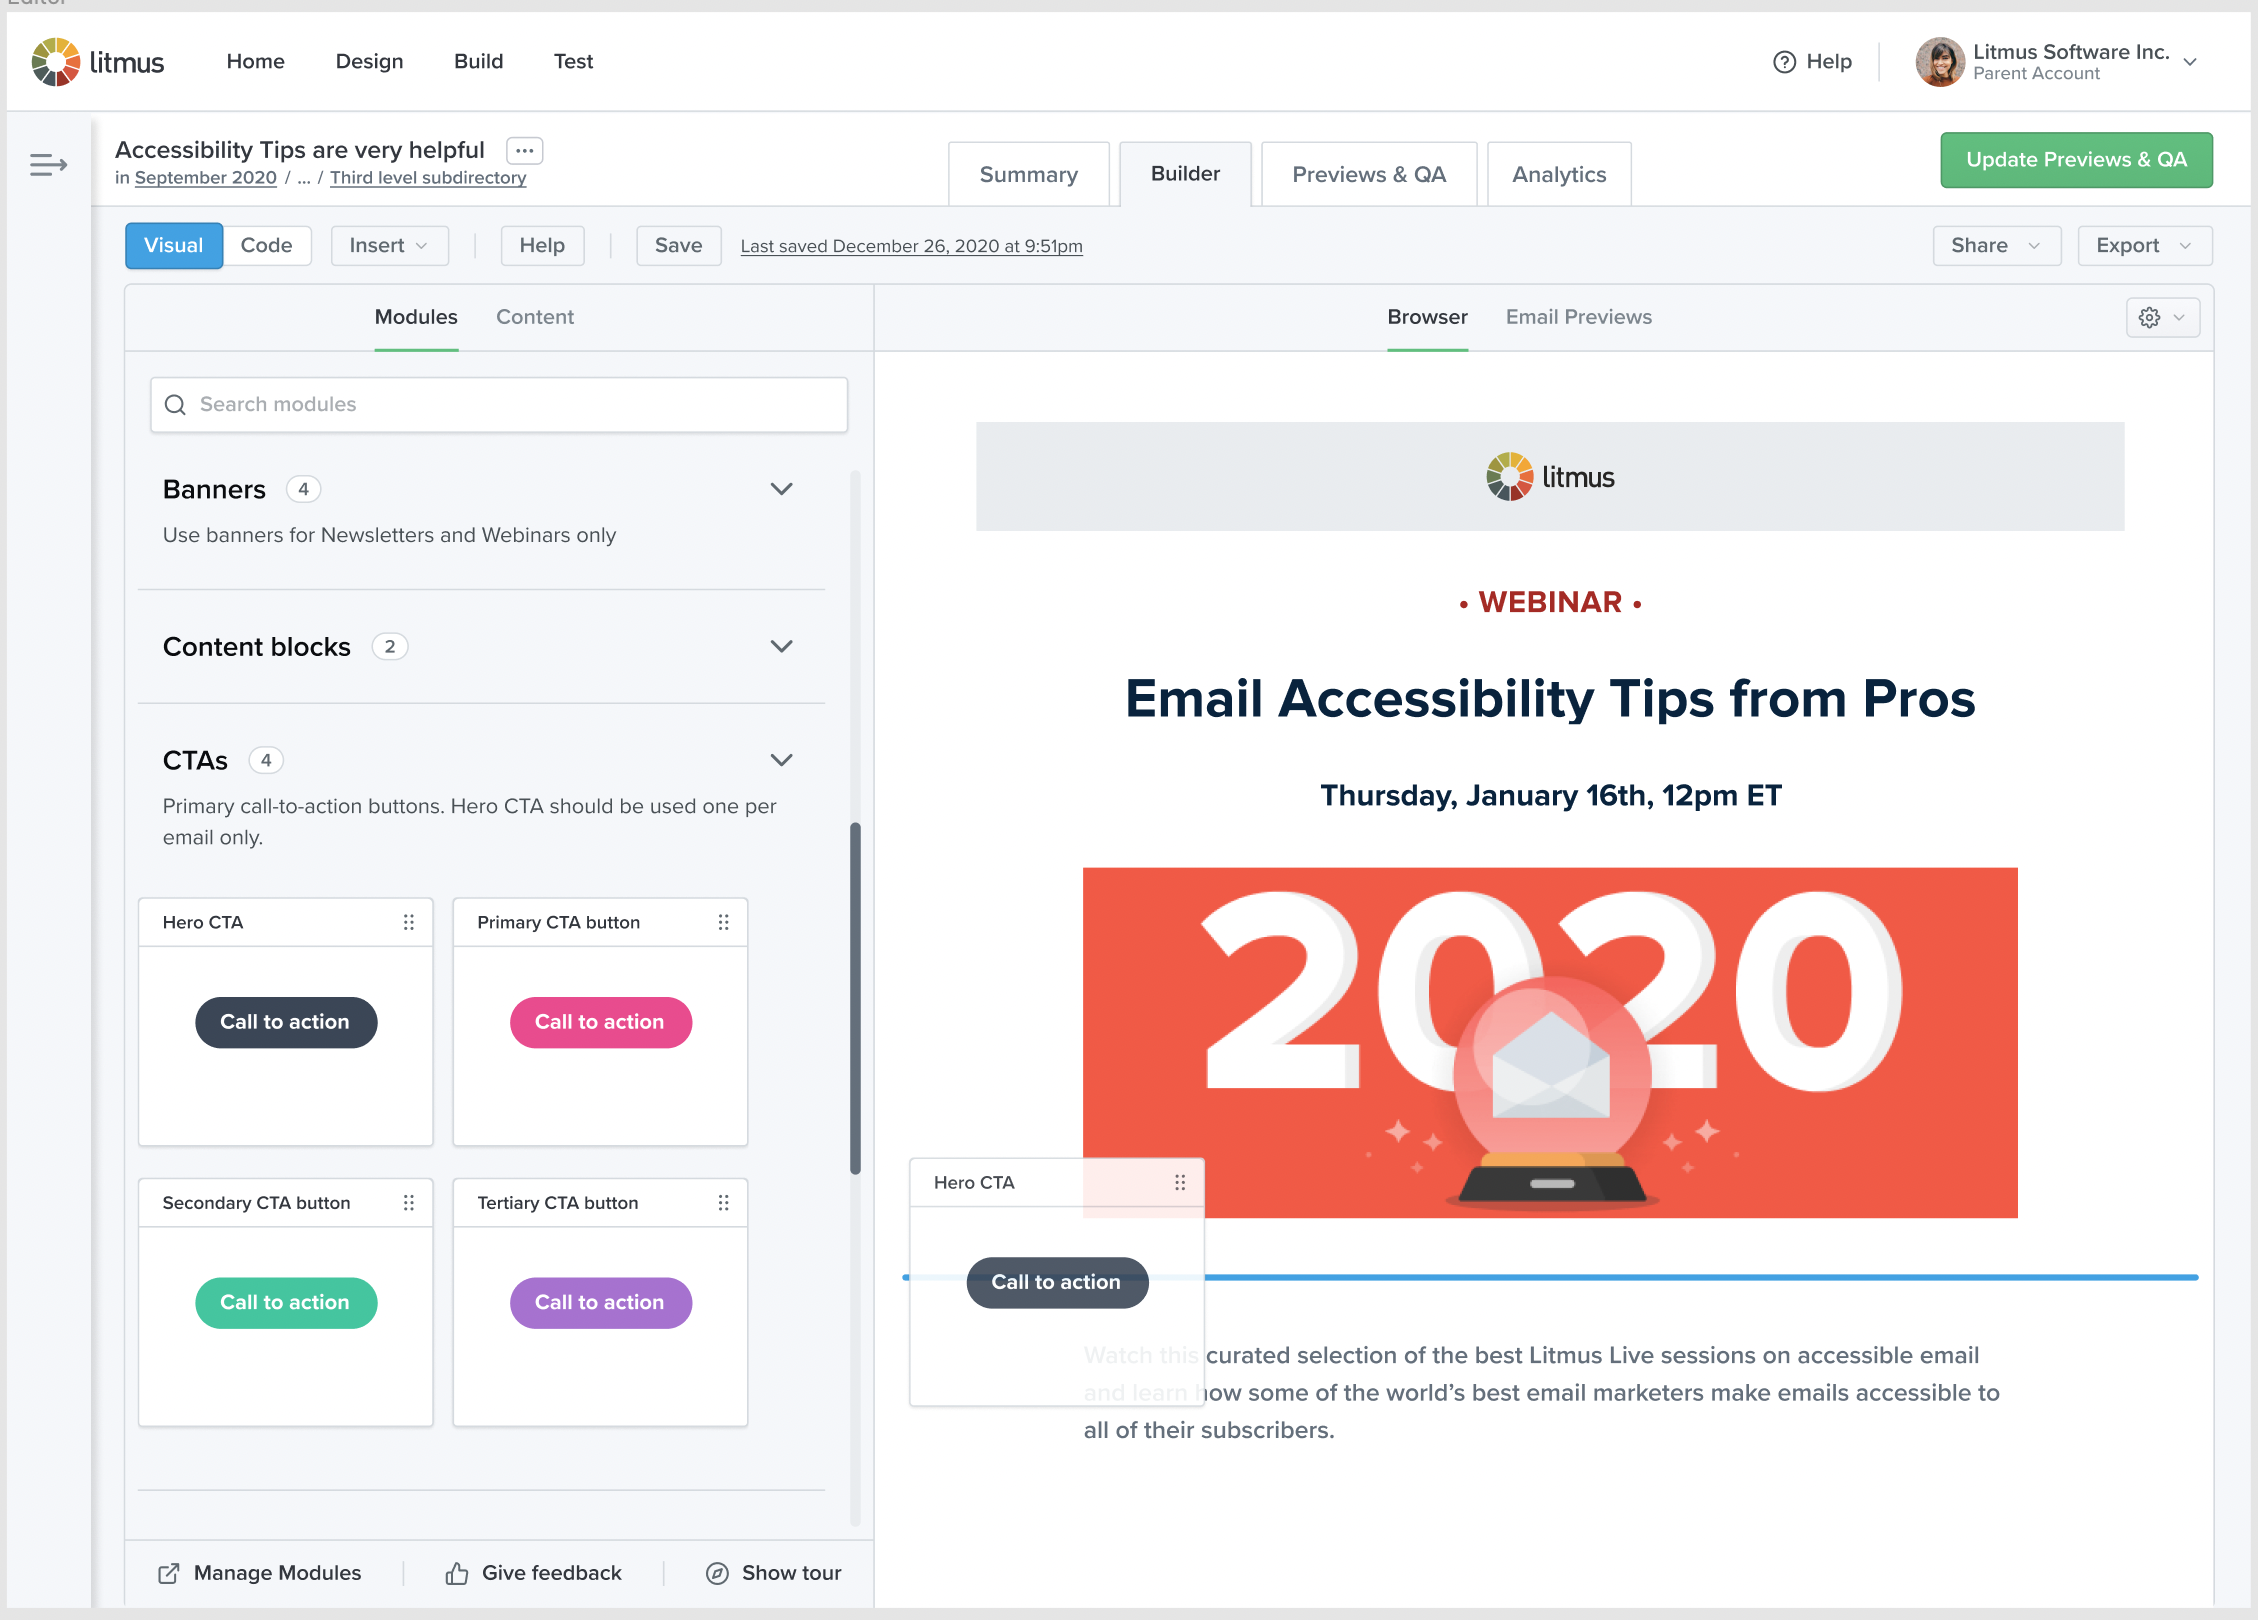 Editor
litmus
Home
Design
Build
Test
Help
Litmus Software Inc.
Parent Account
Accessibility Tips are very helpful
...
in September 2020 / ... / Third level subdirectory
Summary
Builder
Previews & QA
Analytics
Update Previews & QA
Visual
Code
Insert
Help
Save
Last saved December 26, 2020 at 9:51pm
Share
Export
Modules
Content
Search modules
Banners 4
Use banners for Newsletters and Webinars only
Content blocks 2
CTAs 4
Primary call-to-action buttons. Hero CTA should be used one per
email only.
Hero CTA
Call to action
Primary CTA button
Call to action
Secondary CTA button
Call to action
Tertiary CTA button
Call to action
Manage Modules
Give feedback
Show tour
Browser
Email Previews
litmus
• WEBINAR •
Email Accessibility Tips from Pros
Thursday, January 16th, 12pm ET
2020
Hero CTA
Call to action
Watch this curated selection of the best Litmus Live sessions on accessible email
and learn how some of the world’s best email marketers make emails accessible to
all of their subscribers.